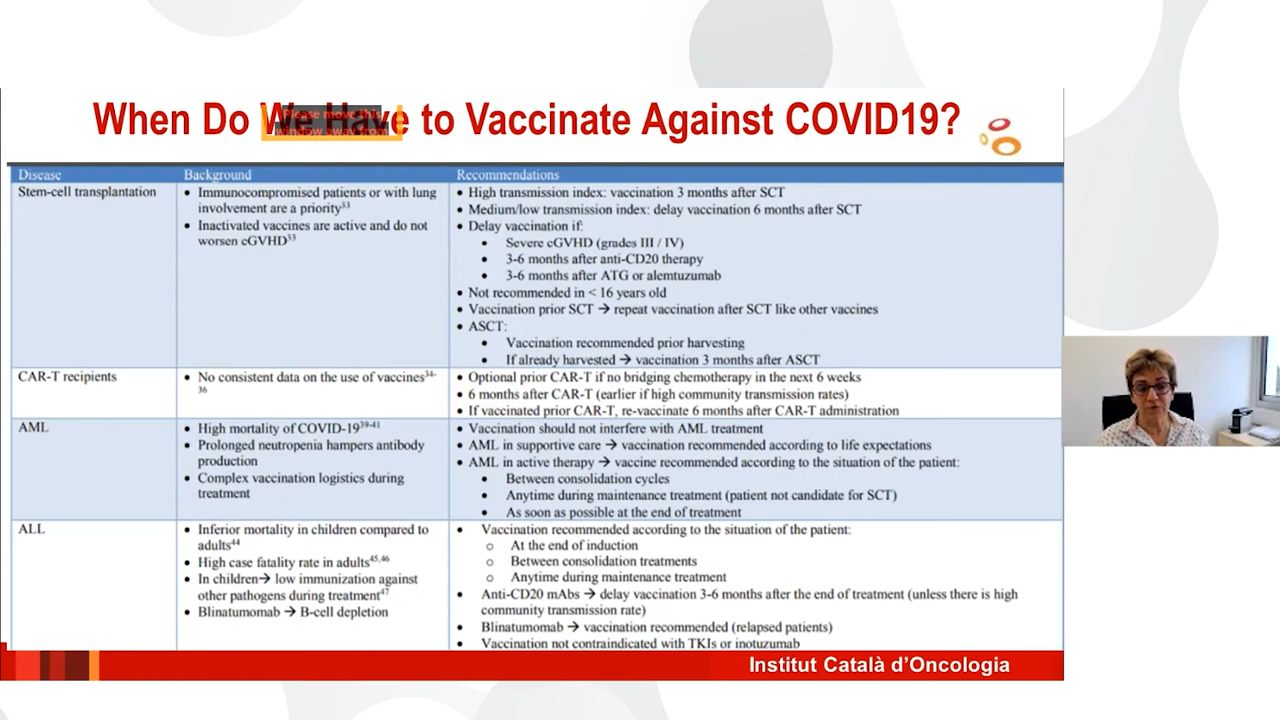 When Do We Have to Vaccinate Against COVID19?
Please move this
window away from
Disease Background Recommendations
Stem-cell transplantation
• Immunocompromised patients or with lung
involvement are a priority33
• Inactivated vaccines are active and do not
worsen cGVHD33
• High transmission index: vaccination 3 months after SCT
• Medium/low transmission index: delay vaccination 6 months after SCT
• Delay vaccination if:
• Severe cGVHD (grades III / IV)
• 3-6 months after anti-CD20 therapy
• 3-6 months after ATG or alemtuzumab
• Not recommended in < 16 years old
• Vaccination prior SCT → repeat vaccination after SCT like other vaccines
• ASCT:
• Vaccination recommended prior harvesting
• If already harvested → vaccination 3 months after ASCT
CAR-T recipients
• No consistent data on the use of vaccines34-
36
• Optional prior CAR-T if no bridging chemotherapy in the next 6 weeks
• 6 months after CAR-T (earlier if high community transmission rates)
• If vaccinated prior CAR-T, re-vaccinate 6 months after CAR-T administration
AML
• High mortality of COVID-1939-41
• Prolonged neutropenia hampers antibody
production
• Complex vaccination logistics during
treatment
• Vaccination should not interfere with AML treatment
• AML in supportive care → vaccination recommended according to life expectations
• AML in active therapy → vaccine recommended according to the situation of the patient:
• Between consolidation cycles
• Anytime during maintenance treatment (patient not candidate for SCT)
• As soon as possible at the end of treatment
ALL
• Inferior mortality in children compared to
adults44
• High case fatality rate in adults45,46
• In children→ low immunization against
other pathogens during treatment47
• Blinatumomab → B-cell depletion
• Vaccination recommended according to the situation of the patient:
o At the end of induction
o Between consolidation treatments
o Anytime during maintenance treatment
• Anti-CD20 mAbs → delay vaccination 3-6 months after the end of treatment (unless there is high
community transmission rate)
• Blinatumomab → vaccination recommended (relapsed patients)
• Vaccination not contraindicated with TKIs or inotuzumab
Institut Català d'Oncologia